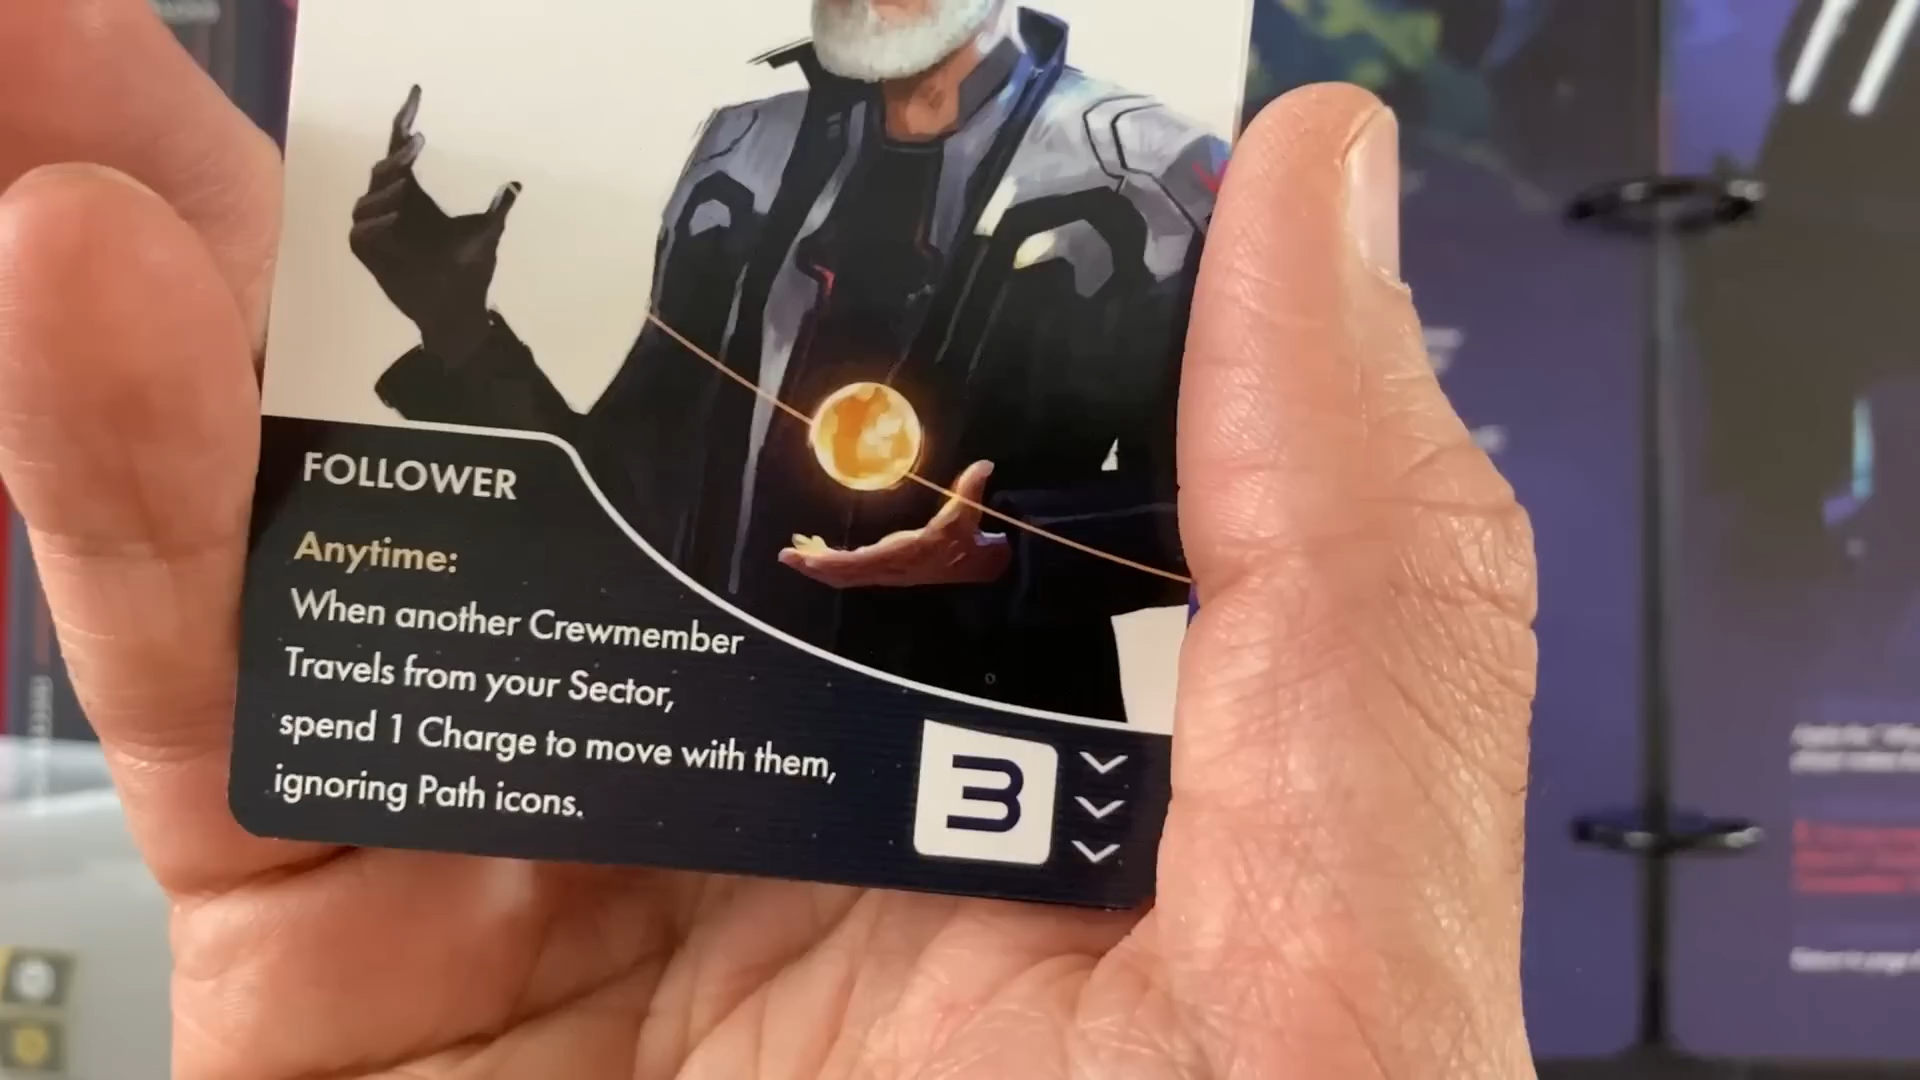 FOLLOWER
Anytime:
When another Crewmember
Travels from your Sector,
spend 1 Charge to move with them,
ignoring Path icons.
3